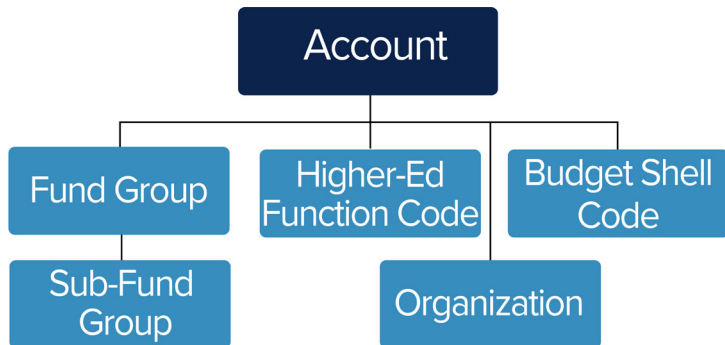 Account
Fund Group
Higher-Ed
Function Code
Budget Shell
Code
Sub-Fund
Group
Organization